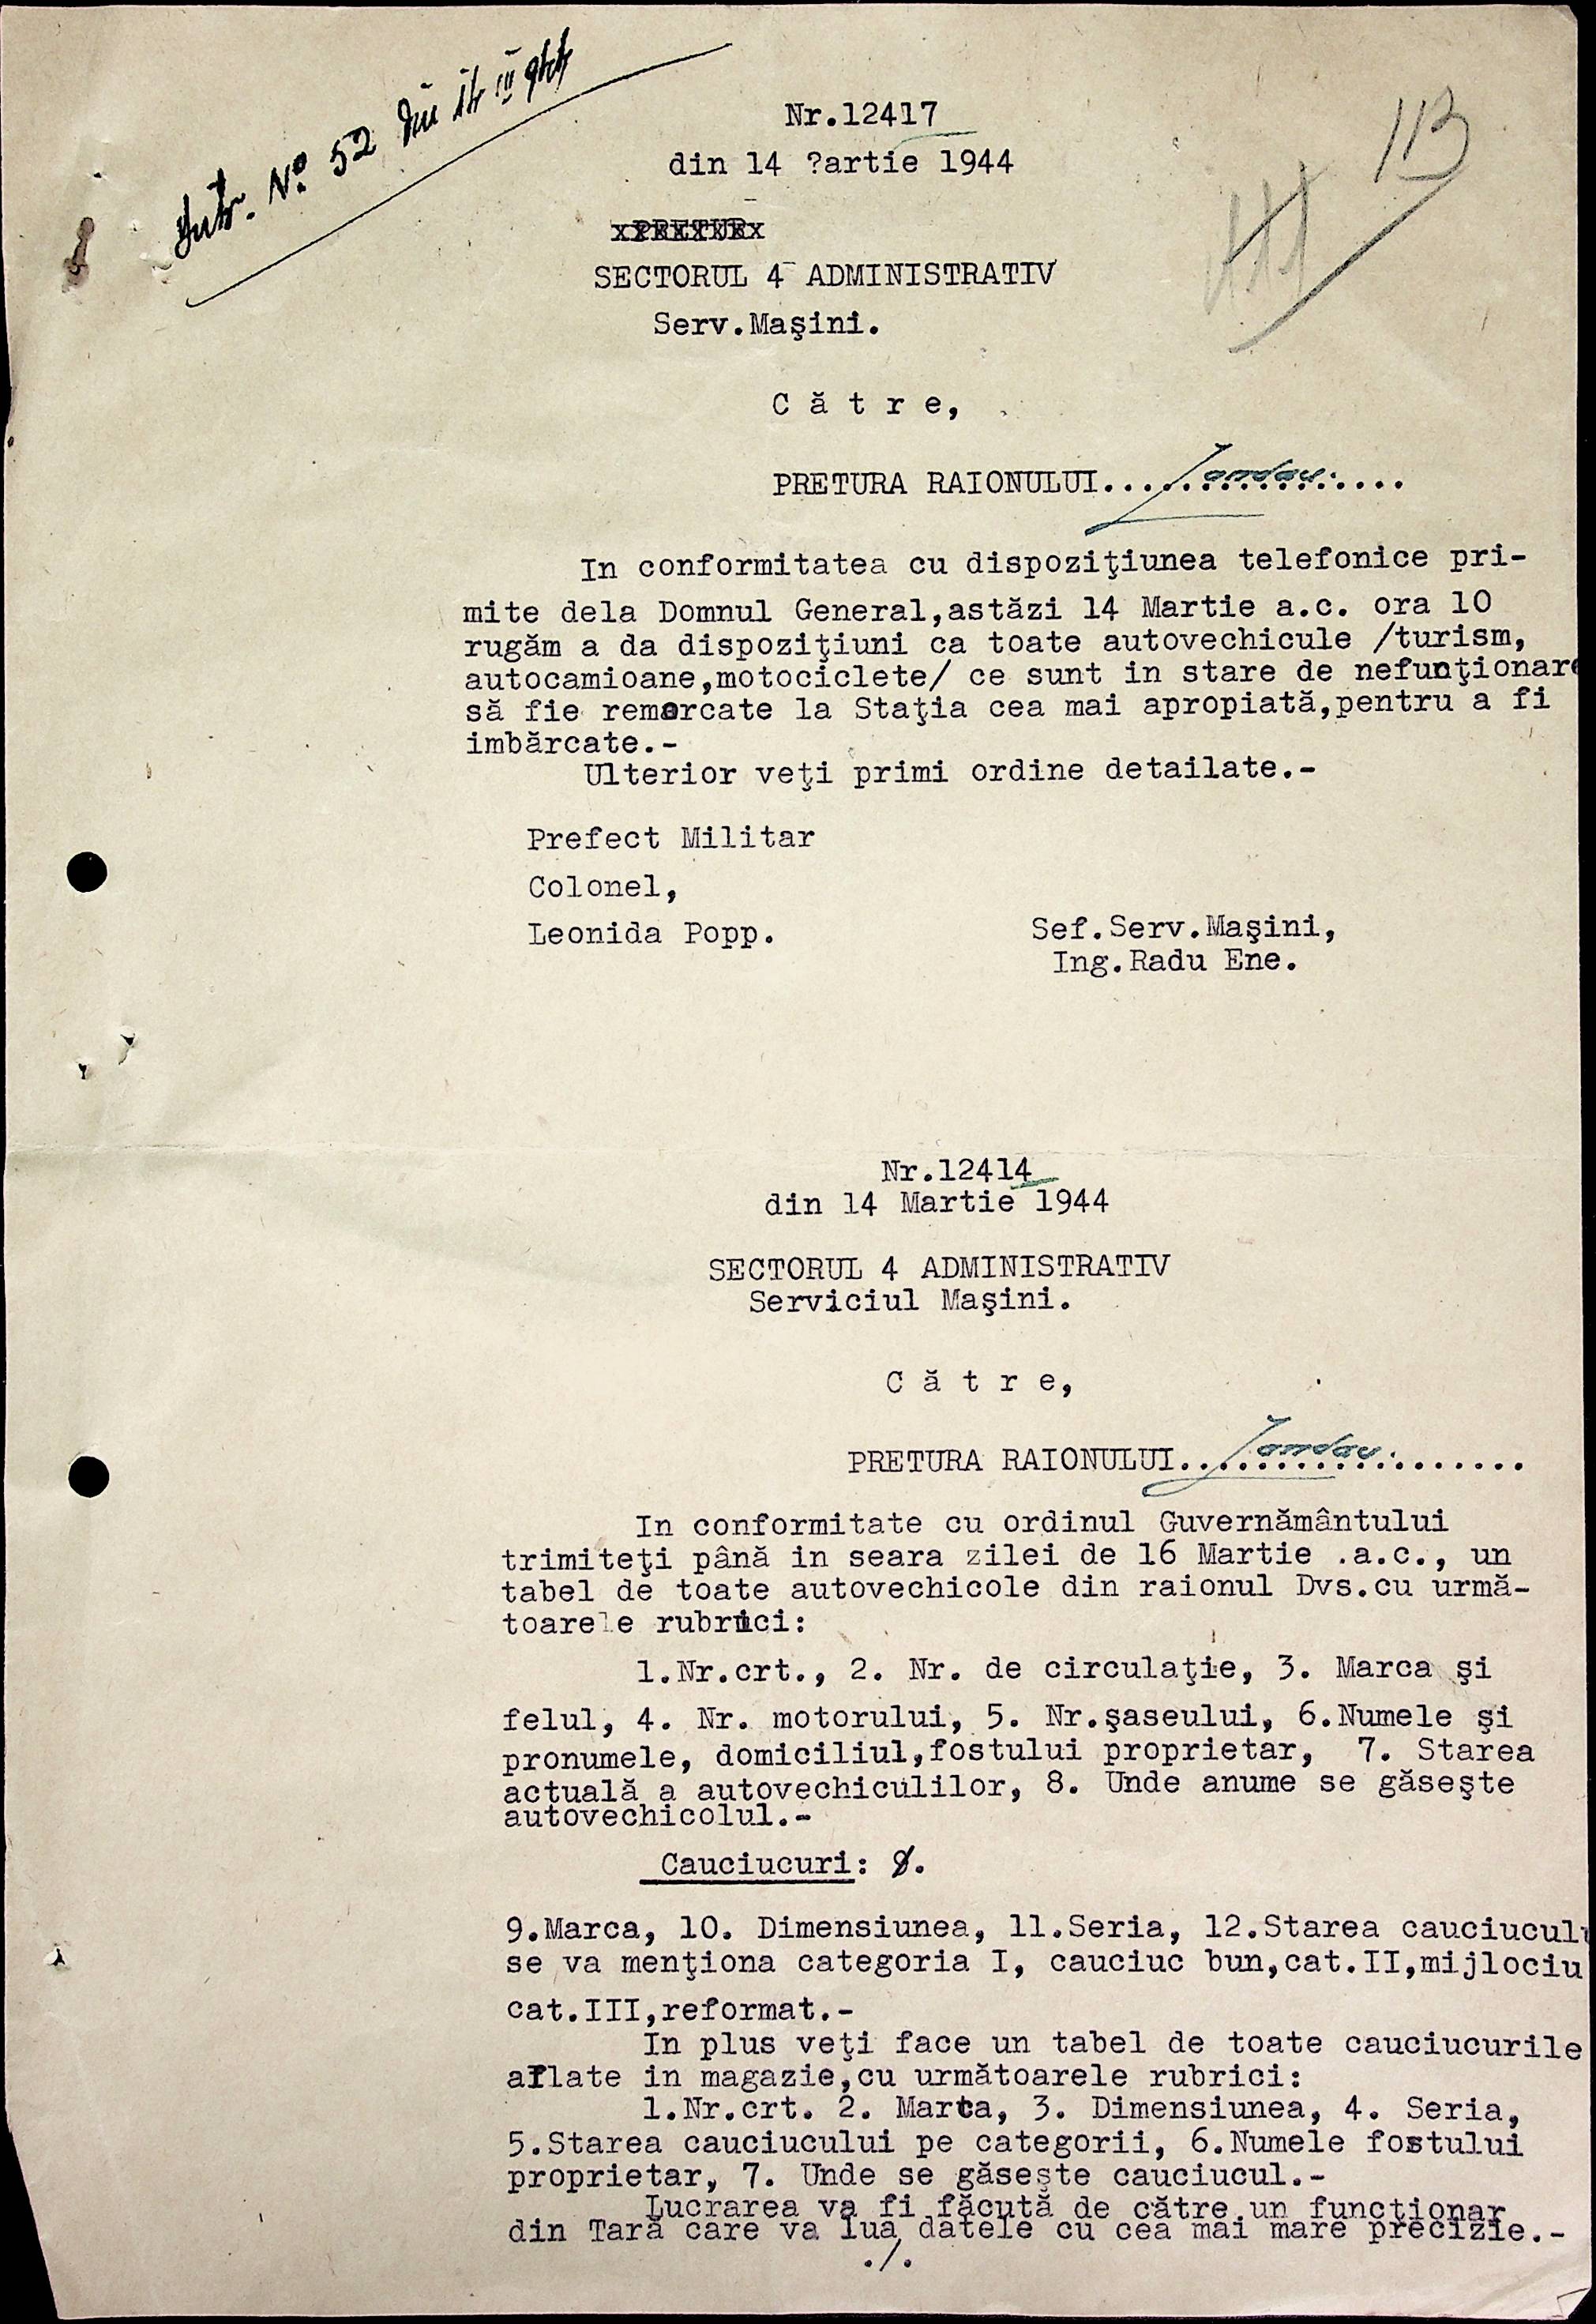 Intr. Nº 52 din 14 III 944
113
Nr.12417
din 14 ?artie 1944
xPRETURx
SECTORUL 4 ADMINISTRATIV
Serv.Maşini.
C ă t r e,
PRETURA RAIONULUI...Landau...
In conformitatea cu dispoziţiunea telefonice pri-
mite dela Domnul General,astăzi 14 Martie a.c. ora 10
rugăm a da dispoziţiuni ca toate autovechicule /turism,
autocamioane,motociclete/ ce sunt in stare de nefunţionare
să fie remorcate la Staţia cea mai apropiată,pentru a fi
imbărcate.-
Ulterior veţi primi ordine detailate.-
Prefect Militar
Colonel,
Leonida Popp.
Sef.Serv.Maşini,
Ing.Radu Ene.
Nr.12414
din 14 Martie 1944
SECTORUL 4 ADMINISTRATIV
Serviciul Maşini.
C ă t r e,
PRETURA RAIONULUI...Landau...
In conformitate cu ordinul Guvernământului
trimiteţi până in seara zilei de 16 Martie .a.c., un
tabel de toate autovechicole din raionul Dvs.cu urmă-
toarele rubrici:
1.Nr.crt., 2. Nr. de circulaţie, 3. Marca şi
felul, 4. Nr. motorului, 5. Nr.şaseului, 6.Numele şi
pronumele, domiciliul,fostului proprietar, 7. Starea
actuală a autovechiculilor, 8. Unde anume se găseşte
autovechicolul.-
Cauciucuri: 9.
9.Marca, 10. Dimensiunea, 11.Seria, 12.Starea cauciucului
se va menţiona categoria I, cauciuc bun,cat.II,mijlociu
cat.III,reformat.-
In plus veţi face un tabel de toate cauciucurile
aflate in magazie,cu următoarele rubrici:
1.Nr.crt. 2. Marca, 3. Dimensiunea, 4. Seria,
5.Starea cauciucului pe categorii, 6.Numele fostului
proprietar, 7. Unde se găseşte cauciucul.-
Lucrarea va fi făcută de către un funcţionar
din Tară care va lua datele cu cea mai mare precizie.-
./.